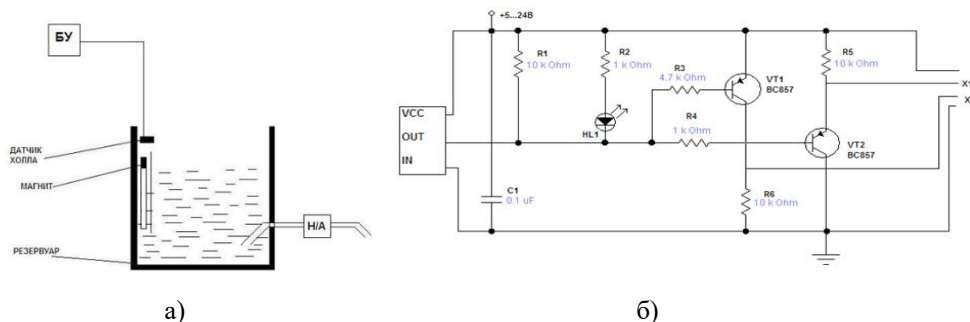 БУ
ДАТЧИК
ХОЛЛА
МАГНИТ
РЕЗЕРВУАР
Н/А
а)
+5...24В
R1
10 k Ohm
R2
1 k Ohm
R3
4.7 k Ohm
VT1
BC857
R5
10 k Ohm
VCC
OUT
IN
HL1
R4
1 k Ohm
VT2
BC857
C1
0.1 uF
R6
10 k Ohm
X
б)